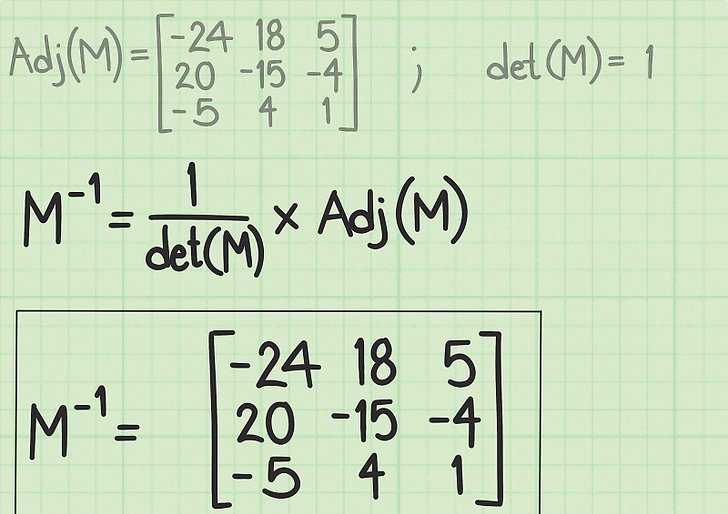 Adj(M) = [-24 18 5
20 -15 -4
-5 4 1] ; det(M) = 1
M⁻¹ = 1/det(M) × Adj(M)
M⁻¹ = [-24 18 5
20 -15 -4
-5 4 1]